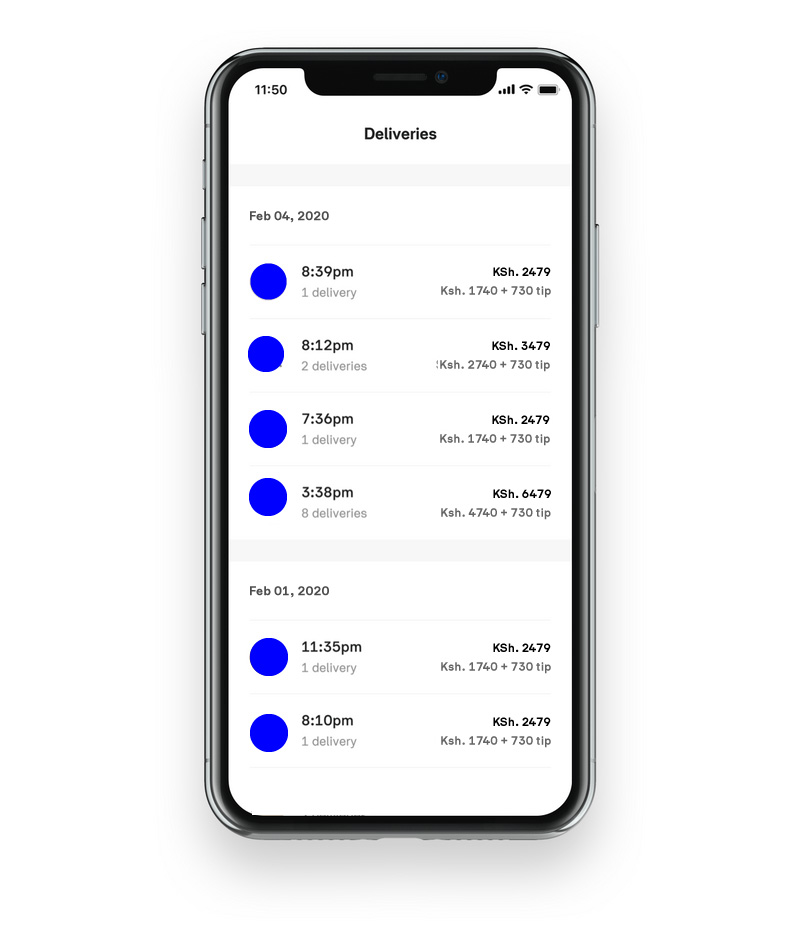 11:50
Deliveries
Feb 04, 2020
8:39pm KSh. 2479
1 delivery Ksh. 1740 + 730 tip
8:12pm KSh. 3479
2 deliveries Ksh. 2740 + 730 tip
7:36pm KSh. 2479
1 delivery Ksh. 1740 + 730 tip
3:38pm KSh. 6479
8 deliveries Ksh. 4740 + 730 tip
Feb 01, 2020
11:35pm KSh. 2479
1 delivery Ksh. 1740 + 730 tip
8:10pm KSh. 2479
1 delivery Ksh. 1740 + 730 tip